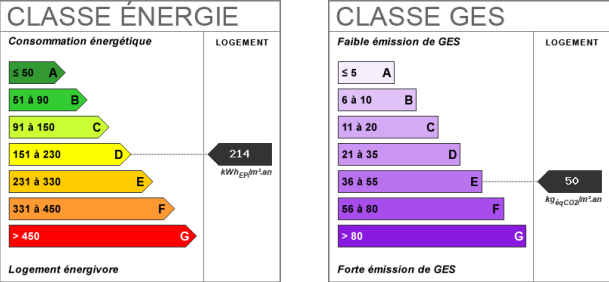 CLASSE ÉNERGIE
Consommation énergétique
LOGEMENT
≤ 50 A
51 à 90 B
91 à 150 C
151 à 230 D
214
kWhEP/m².an
231 à 330 E
331 à 450 F
> 450 G
Logement énergivore
CLASSE GES
Faible émission de GES
LOGEMENT
≤ 5 A
6 à 10 B
11 à 20 C
21 à 35 D
36 à 55 E
50
kgéqCO2/m².an
56 à 80 F
> 80 G
Forte émission de GES